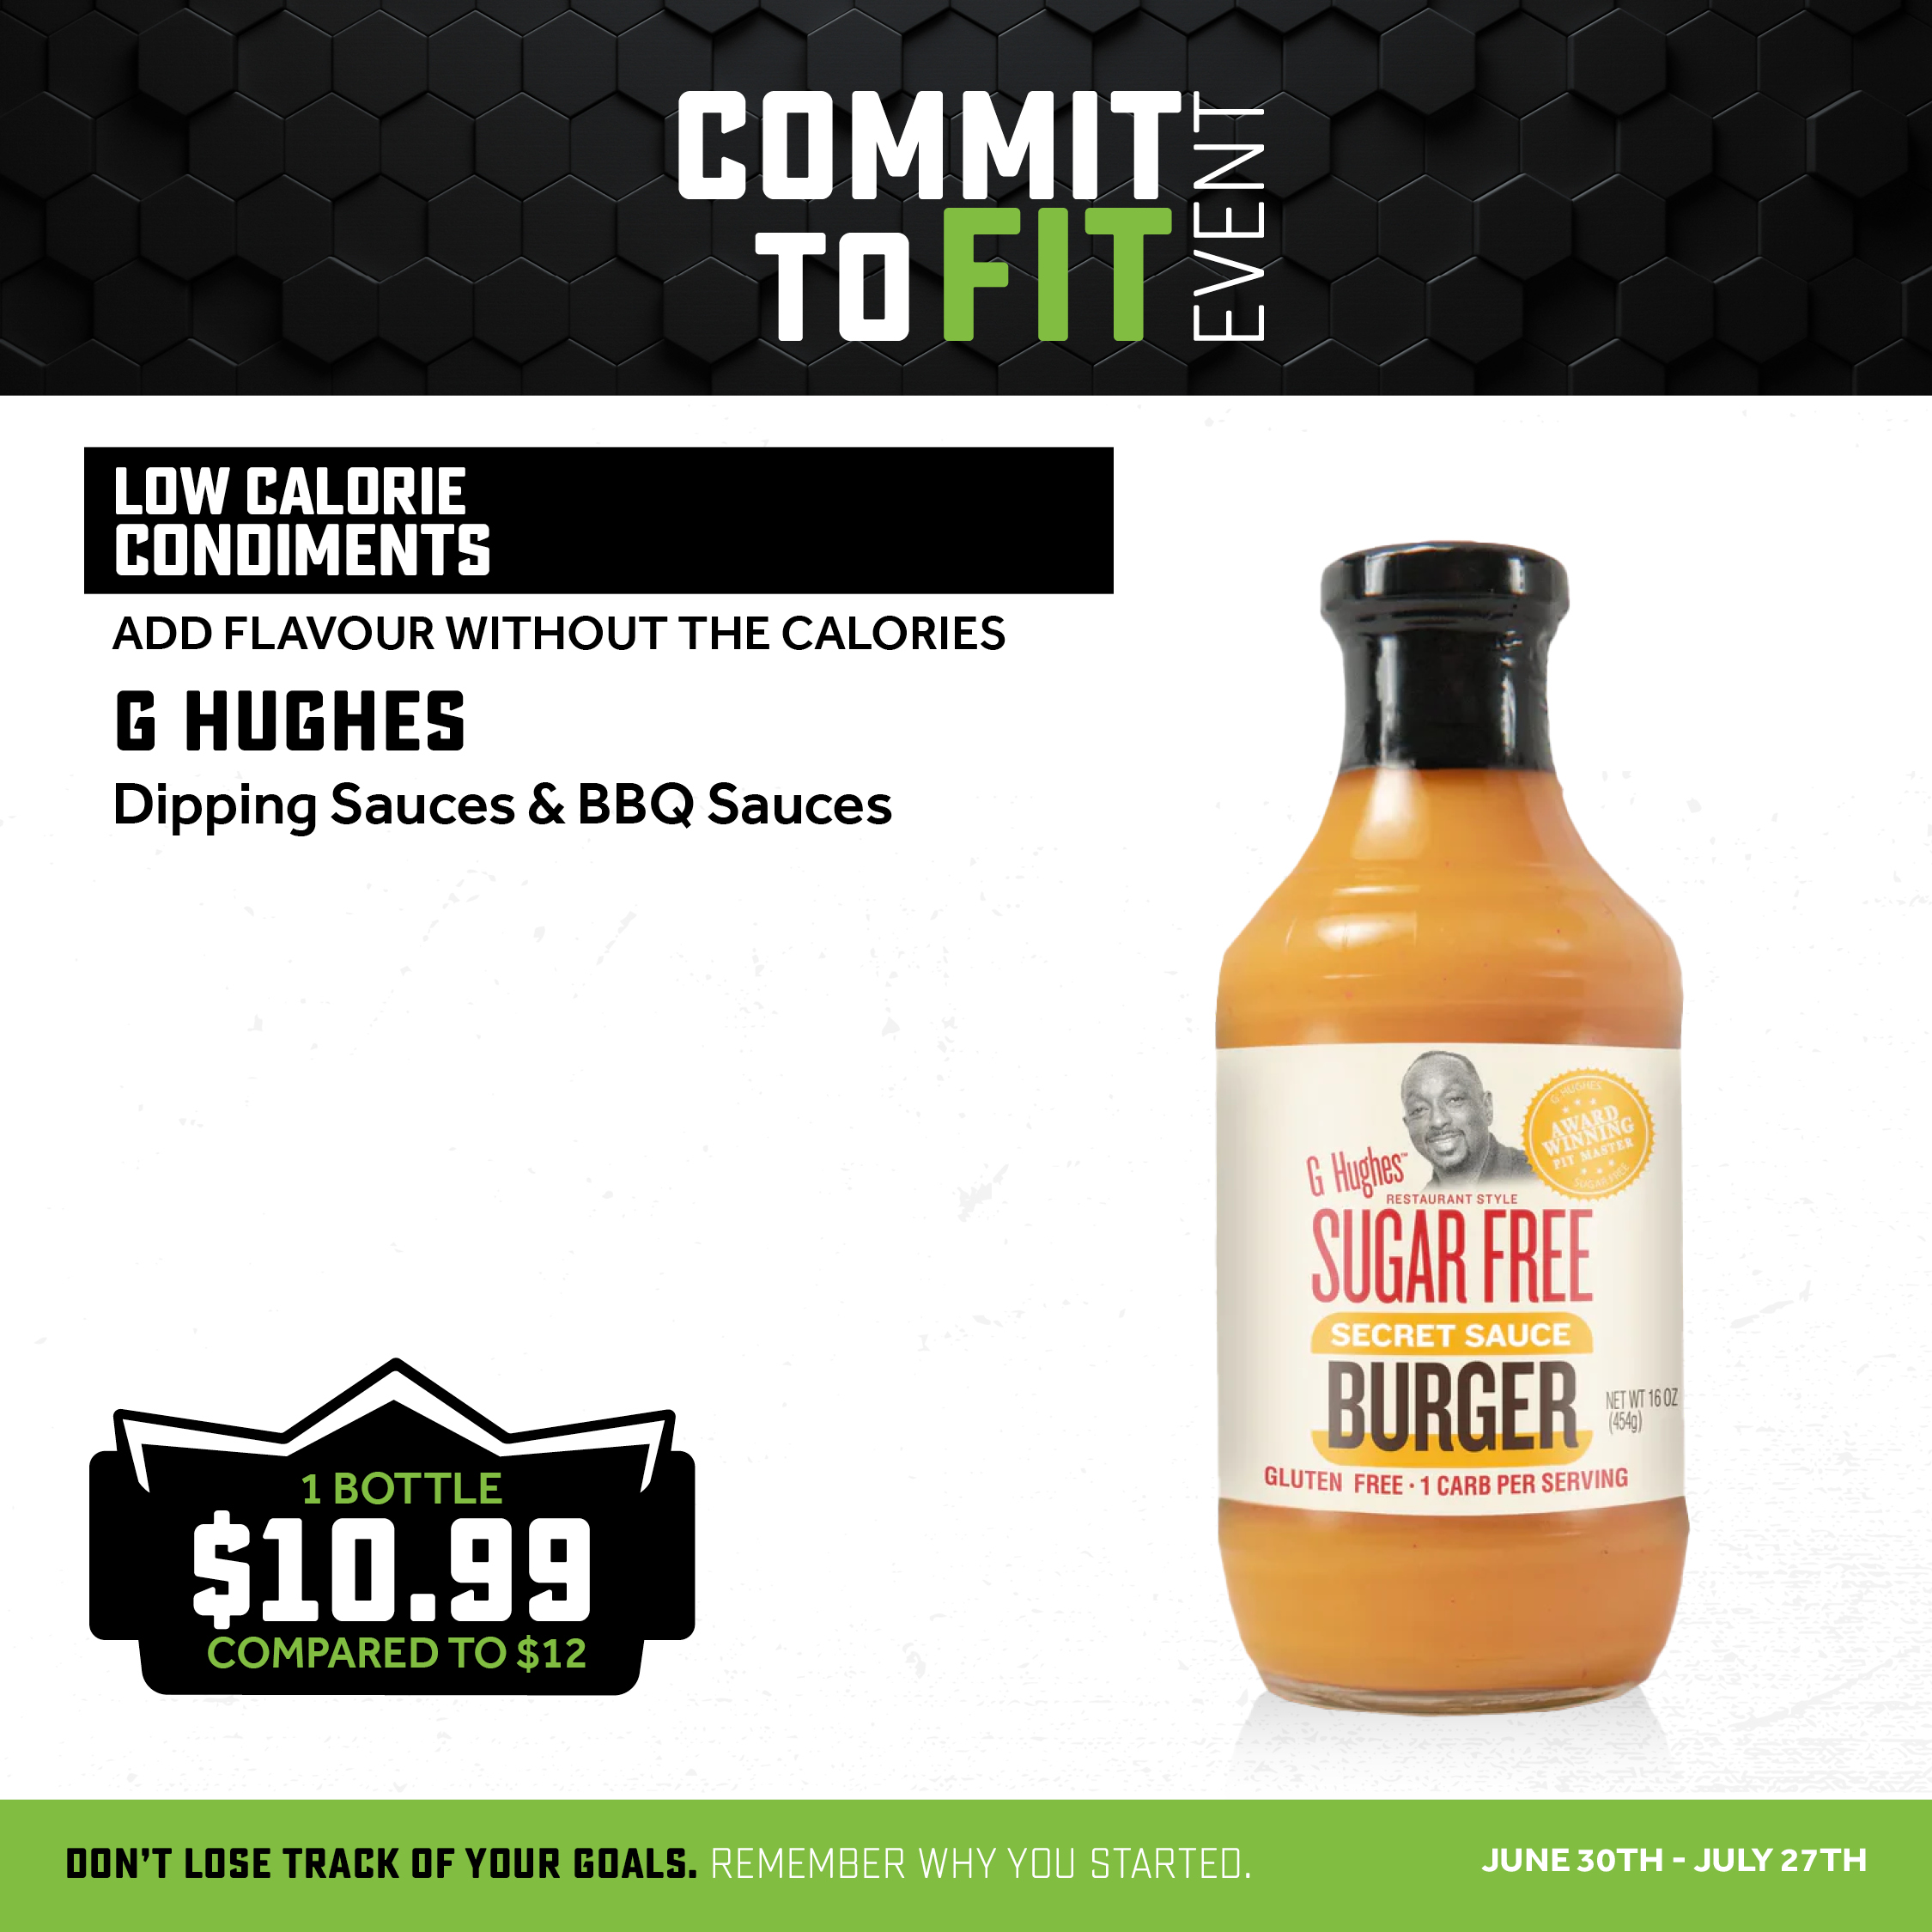 COMMIT
TO FIT
EVENT
LOW CALORIE
CONDIMENTS
ADD FLAVOUR WITHOUT THE CALORIES
G HUGHES
Dipping Sauces & BBQ Sauces
G HUGHES
AWARD
WINNING
PIT MASTER
SUGAR FREE
G Hughes™
RESTAURANT STYLE
SUGAR FREE
SECRET SAUCE
BURGER
NET WT 16 OZ
(454g)
GLUTEN FREE · 1 CARB PER SERVING
1 BOTTLE
$10.99
COMPARED TO $12
DON'T LOSE TRACK OF YOUR GOALS. REMEMBER WHY YOU STARTED.
JUNE 30TH - JULY 27TH